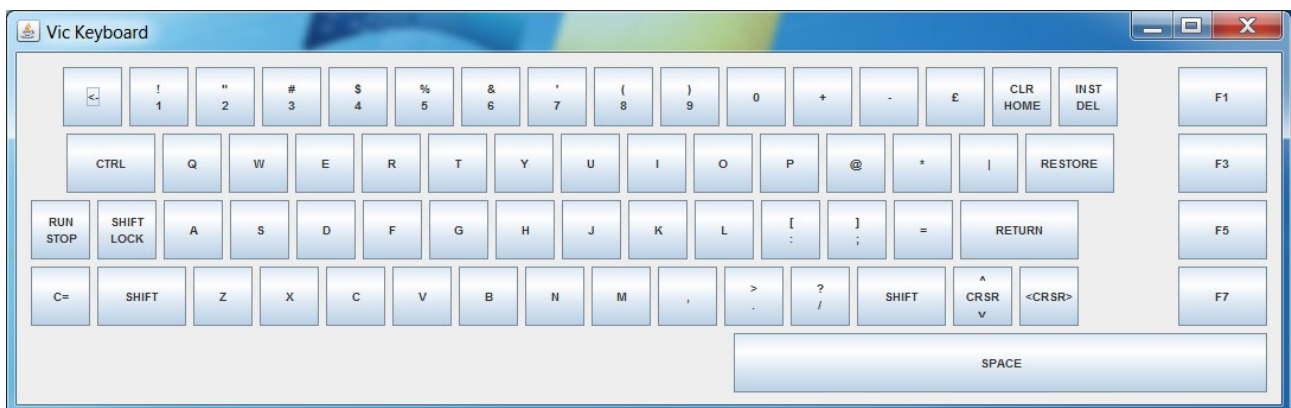 Vic Keyboard
<- ! 1 " 2 # 3 $ 4 % 5 & 6 ' 7 ( 8 ) 9 0 + - £ CLR HOME INST DEL F1
CTRL Q W E R T Y U I O P @ * | RESTORE F3
RUN STOP SHIFT LOCK A S D F G H J K L [ : ] ; = RETURN F5
C= SHIFT Z X C V B N M , > . ? / SHIFT ^ CRSR v <CRSR> F7
SPACE